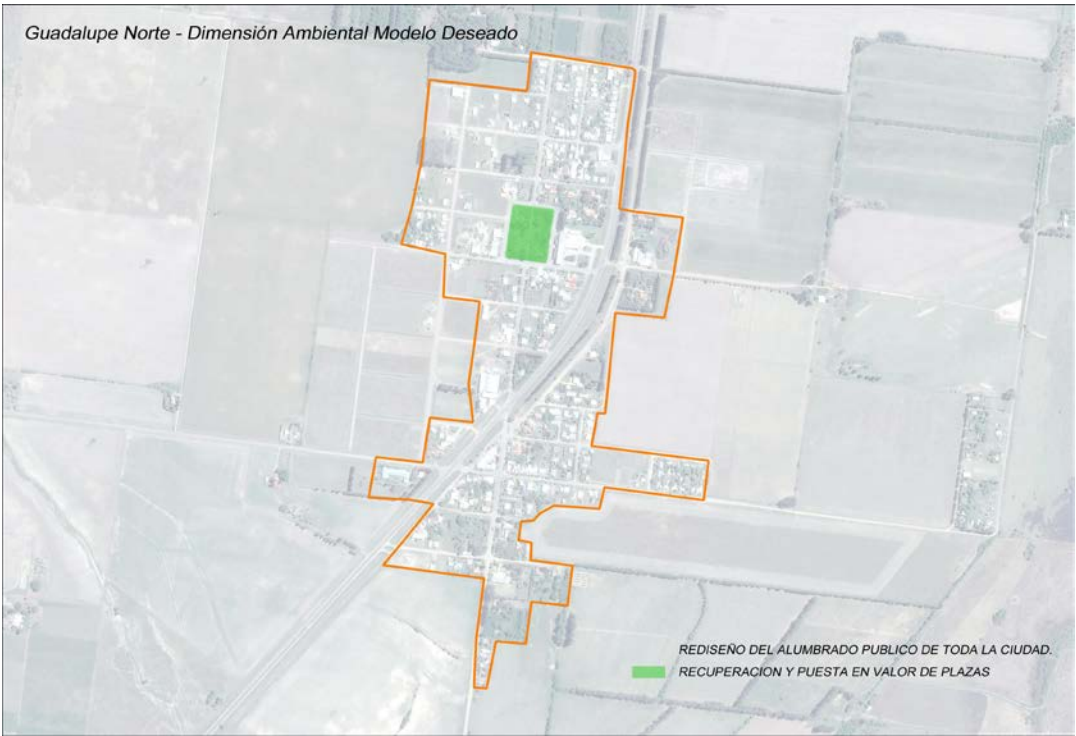 Guadalupe Norte - Dimensión Ambiental Modelo Deseado
REDISEÑO DEL ALUMBRADO PUBLICO DE TODA LA CIUDAD.
RECUPERACION Y PUESTA EN VALOR DE PLAZAS